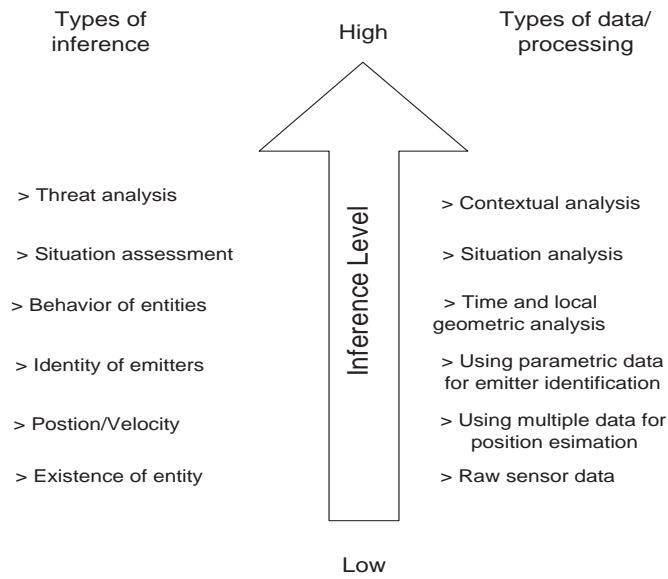 Types of
inference
High
Types of data/
processing
> Threat analysis
> Situation assessment
> Behavior of entities
> Identity of emitters
> Postion/Velocity
> Existence of entity
Inference Level
> Contextual analysis
> Situation analysis
> Time and local
geometric analysis
> Using parametric data
for emitter identification
> Using multiple data for
position esimation
> Raw sensor data
Low